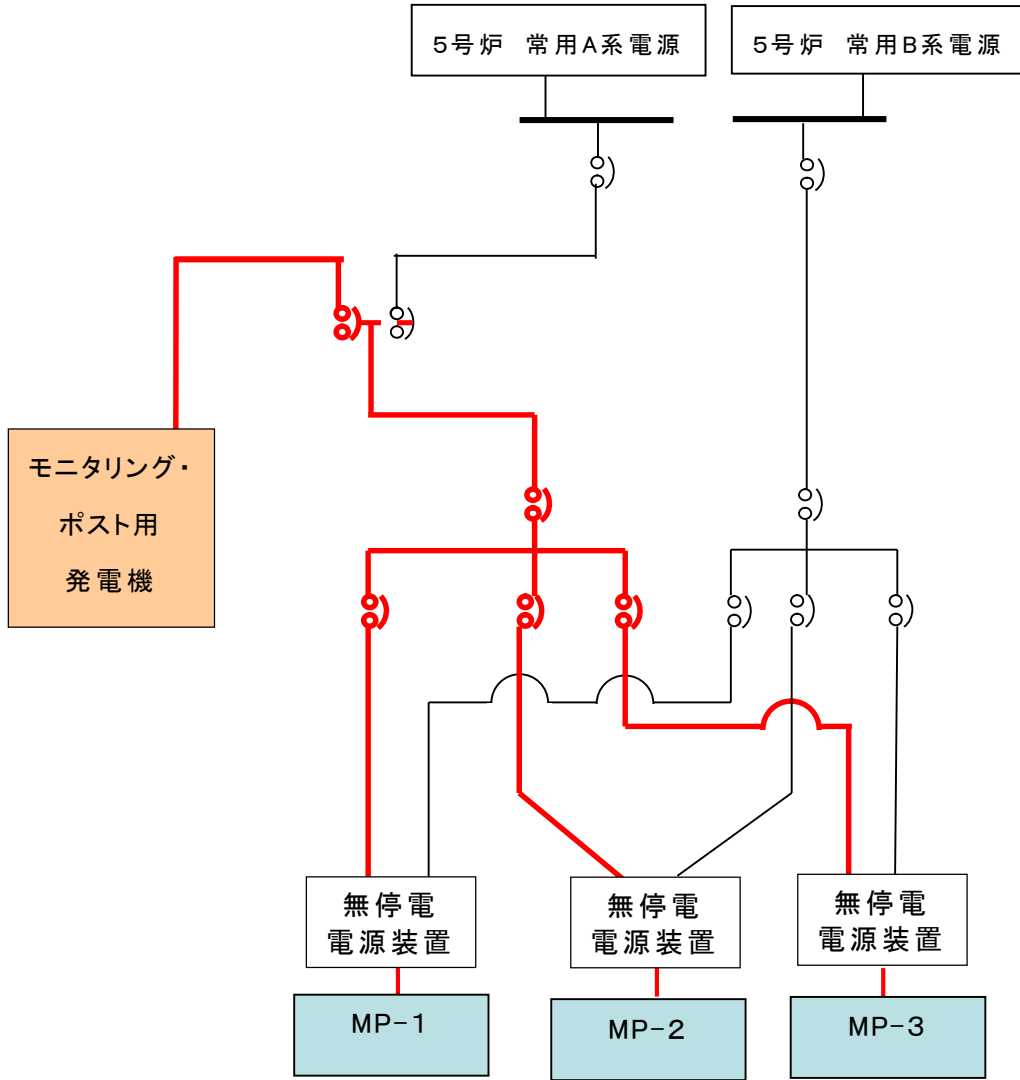 5号炉 常用A系電源
5号炉 常用B系電源
モニタリング・
ポスト用
発電機
無停電
電源装置
無停電
電源装置
無停電
電源装置
MP-1
MP-2
MP-3